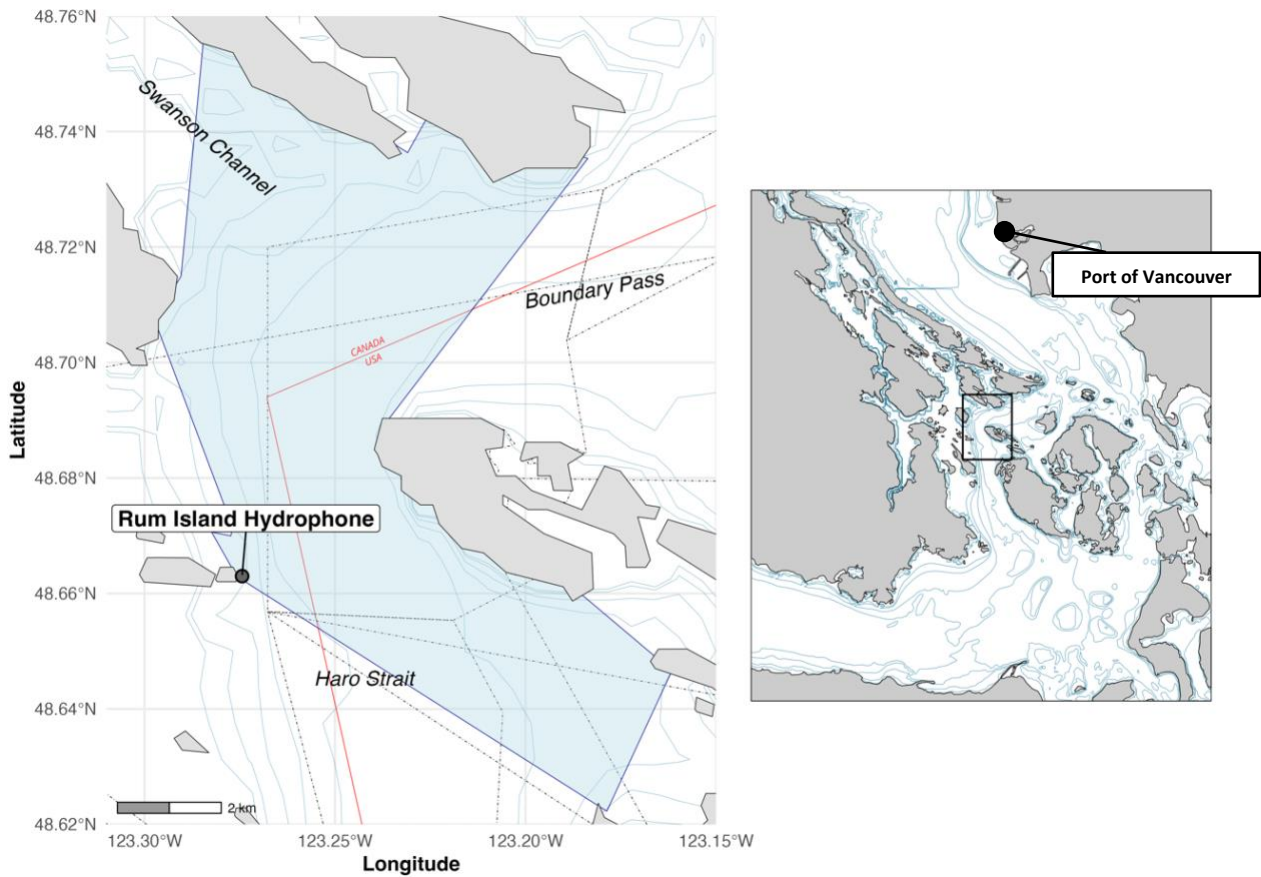 48.76°N
48.74°N
48.72°N
48.70°N
48.68°N
48.66°N
48.64°N
48.62°N
Latitude
Swanson Channel
Boundary Pass
CANADA
USA
Rum Island Hydrophone
Haro Strait
2 km
123.30°W
123.25°W
123.20°W
123.15°W
Longitude
Port of Vancouver